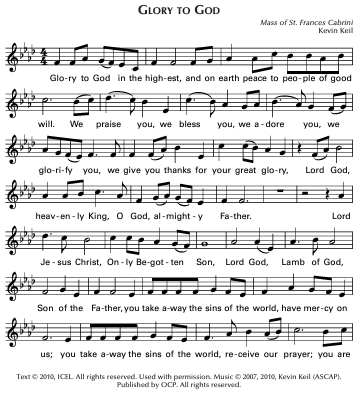 GLORY TO GOD
Mass of St. Frances Cabrini
Kevin Keil
Glo-ry to God in the high-est, and on earth peace to peo-ple of good
will. We praise you, we bless you, we a-dore you, we
glo-ri-fy you, we give you thanks for your great glo-ry, Lord God,
heav-en-ly King, O God, al-might-y Fa-ther. Lord
Je-sus Christ, On-ly Be-got-ten Son, Lord God, Lamb of God,
Son of the Fa-ther, you take a-way the sins of the world, have mer-cy on
us; you take a-way the sins of the world, re-ceive our prayer; you are
Text © 2010, ICEL. All rights reserved. Used with permission. Music © 2007, 2010, Kevin Keil (ASCAP).
Published by OCP. All rights reserved.